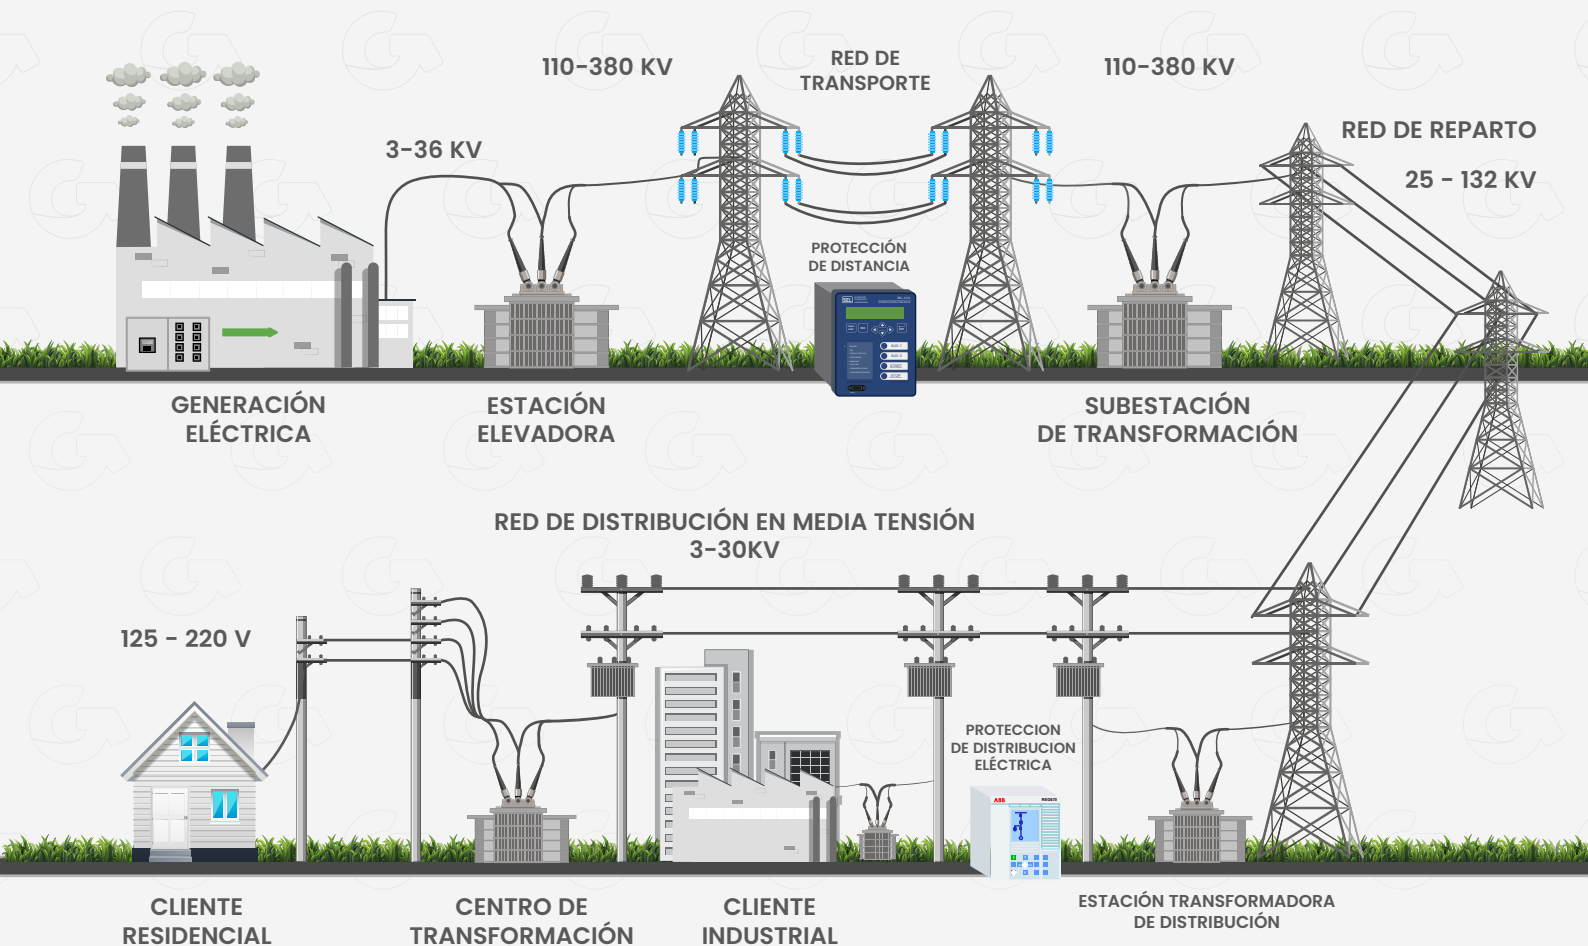 110-380 KV
RED DE
TRANSPORTE
110-380 KV
3-36 KV
RED DE REPARTO
25 - 132 KV
PROTECCIÓN
DE DISTANCIA
GENERACIÓN
ELÉCTRICA
ESTACIÓN
ELEVADORA
SUBESTACIÓN
DE TRANSFORMACIÓN
RED DE DISTRIBUCIÓN EN MEDIA TENSIÓN
3-30KV
125 - 220 V
PROTECCION
DE DISTRIBUCION
ELÉCTRICA
ABB
CLIENTE
RESIDENCIAL
CENTRO DE
TRANSFORMACIÓN
CLIENTE
INDUSTRIAL
ESTACIÓN TRANSFORMADORA
DE DISTRIBUCIÓN